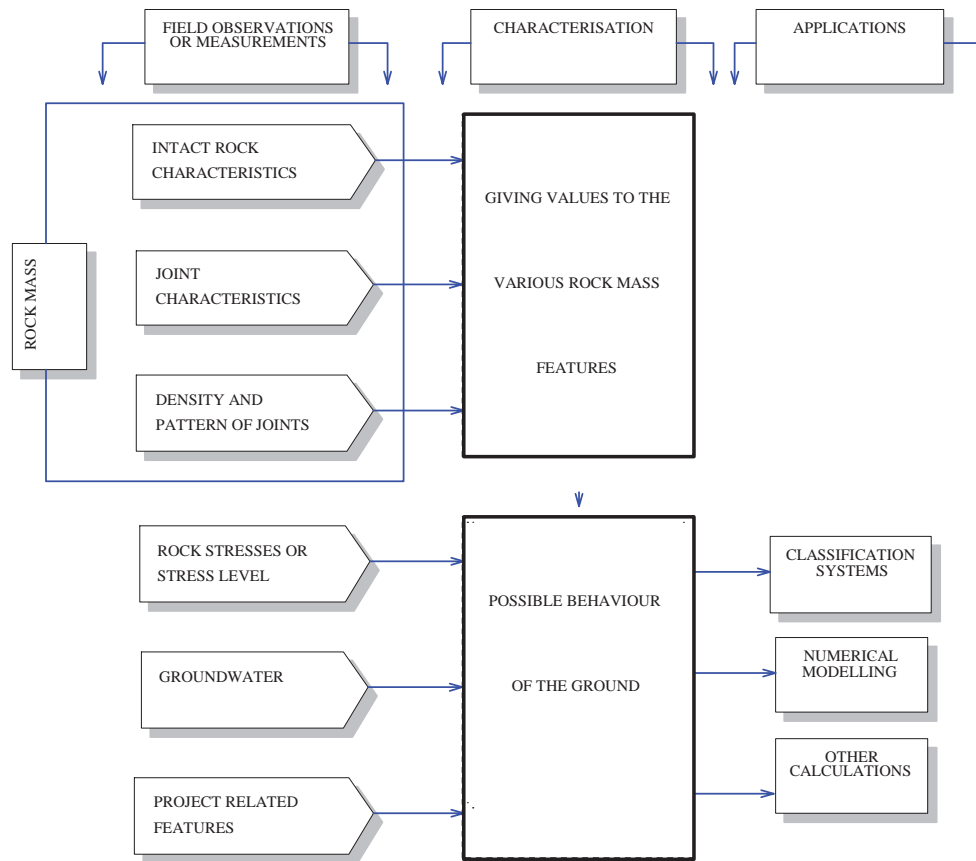 FIELD OBSERVATIONS
OR MEASUREMENTS
CHARACTERISATION
APPLICATIONS
ROCK MASS
INTACT ROCK
CHARACTERISTICS
JOINT
CHARACTERISTICS
DENSITY AND
PATTERN OF JOINTS
GIVING VALUES TO THE
VARIOUS ROCK MASS
FEATURES
ROCK STRESSES OR
STRESS LEVEL
GROUNDWATER
PROJECT RELATED
FEATURES
POSSIBLE BEHAVIOUR
OF THE GROUND
CLASSIFICATION
SYSTEMS
NUMERICAL
MODELLING
OTHER
CALCULATIONS